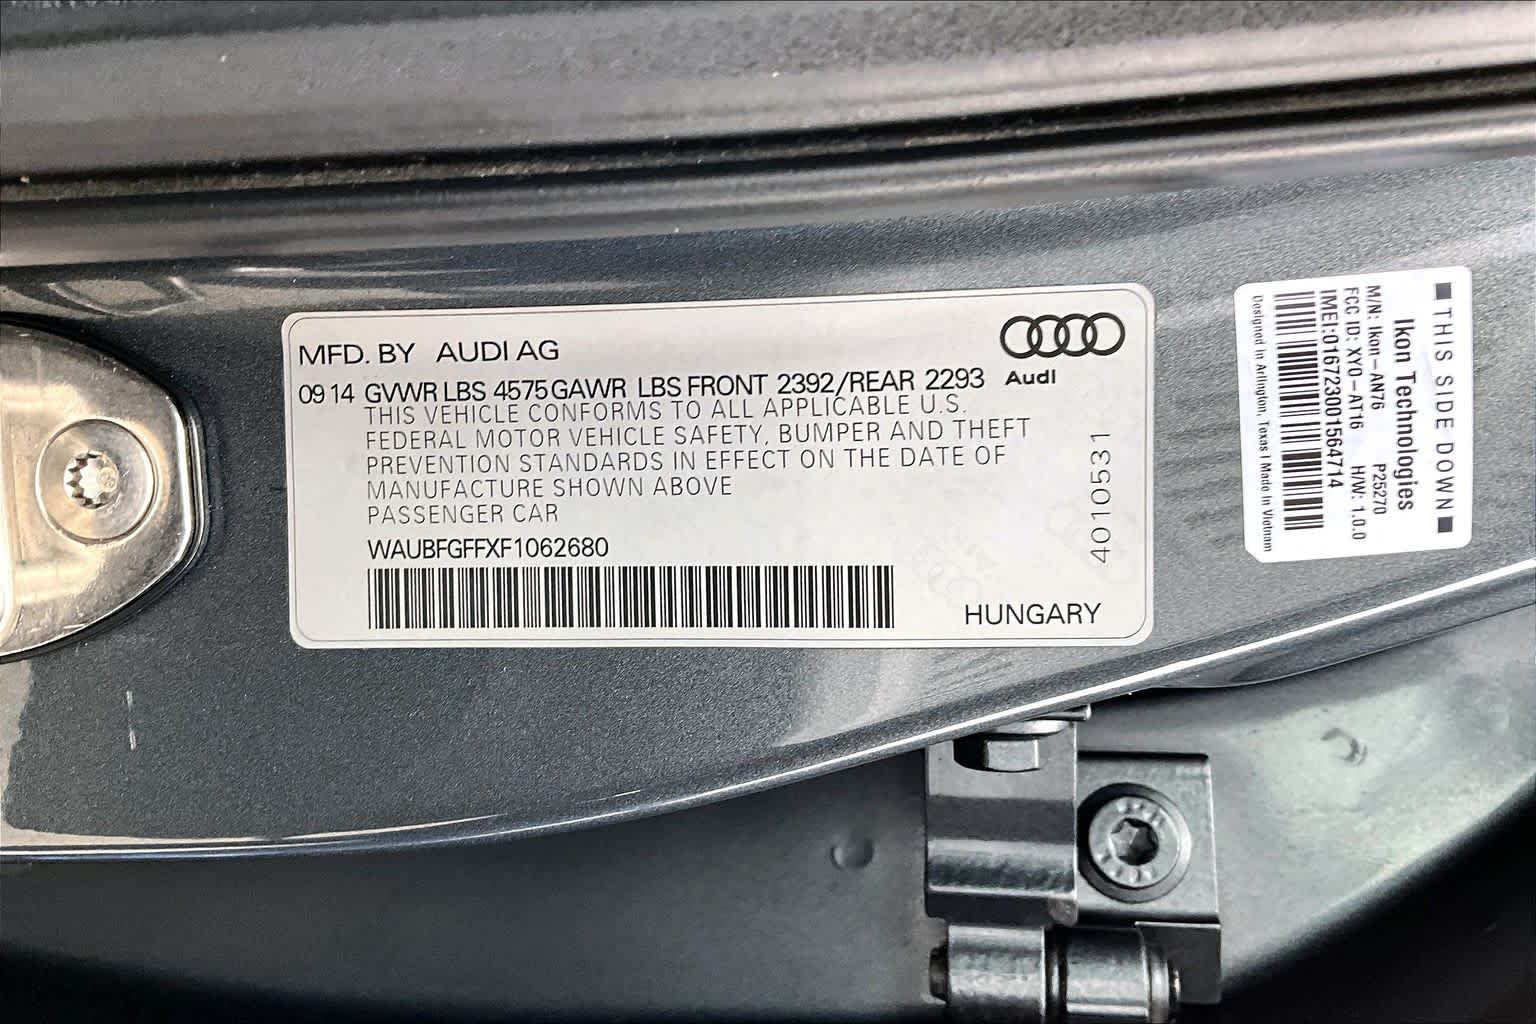 MFD. BY AUDI AG
09 14 GVWR LBS 4575 GAWR LBS FRONT 2392/REAR 2293
THIS VEHICLE CONFORMS TO ALL APPLICABLE U.S.
FEDERAL MOTOR VEHICLE SAFETY, BUMPER AND THEFT
PREVENTION STANDARDS IN EFFECT ON THE DATE OF
MANUFACTURE SHOWN ABOVE
PASSENGER CAR
WAUBFGFFXF1062680
Audi
4010531
HUNGARY
THIS SIDE DOWN
Ikon Technologies
M/N: Ikon-AN76 P25270
FCC ID: XYO-AT16 H/W: 1.0.0
IMEI:016723001564714
Designed in Arlington, Texas | Made in Vietnam